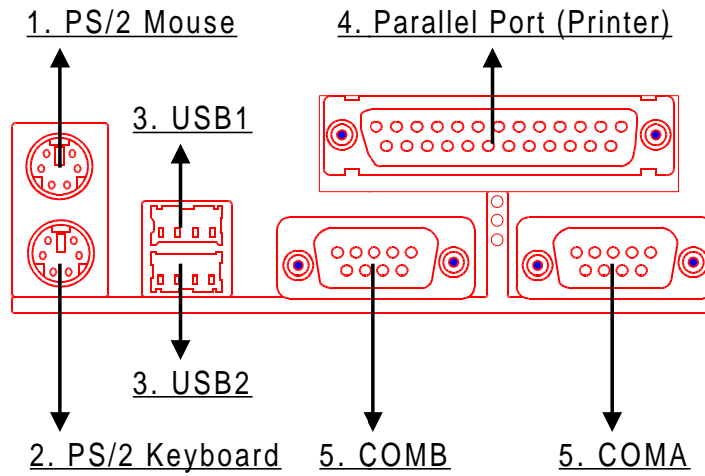 1. PS/2 Mouse
4. Parallel Port (Printer)
3. USB1
3. USB2
2. PS/2 Keyboard
5. COMB
5. COMA